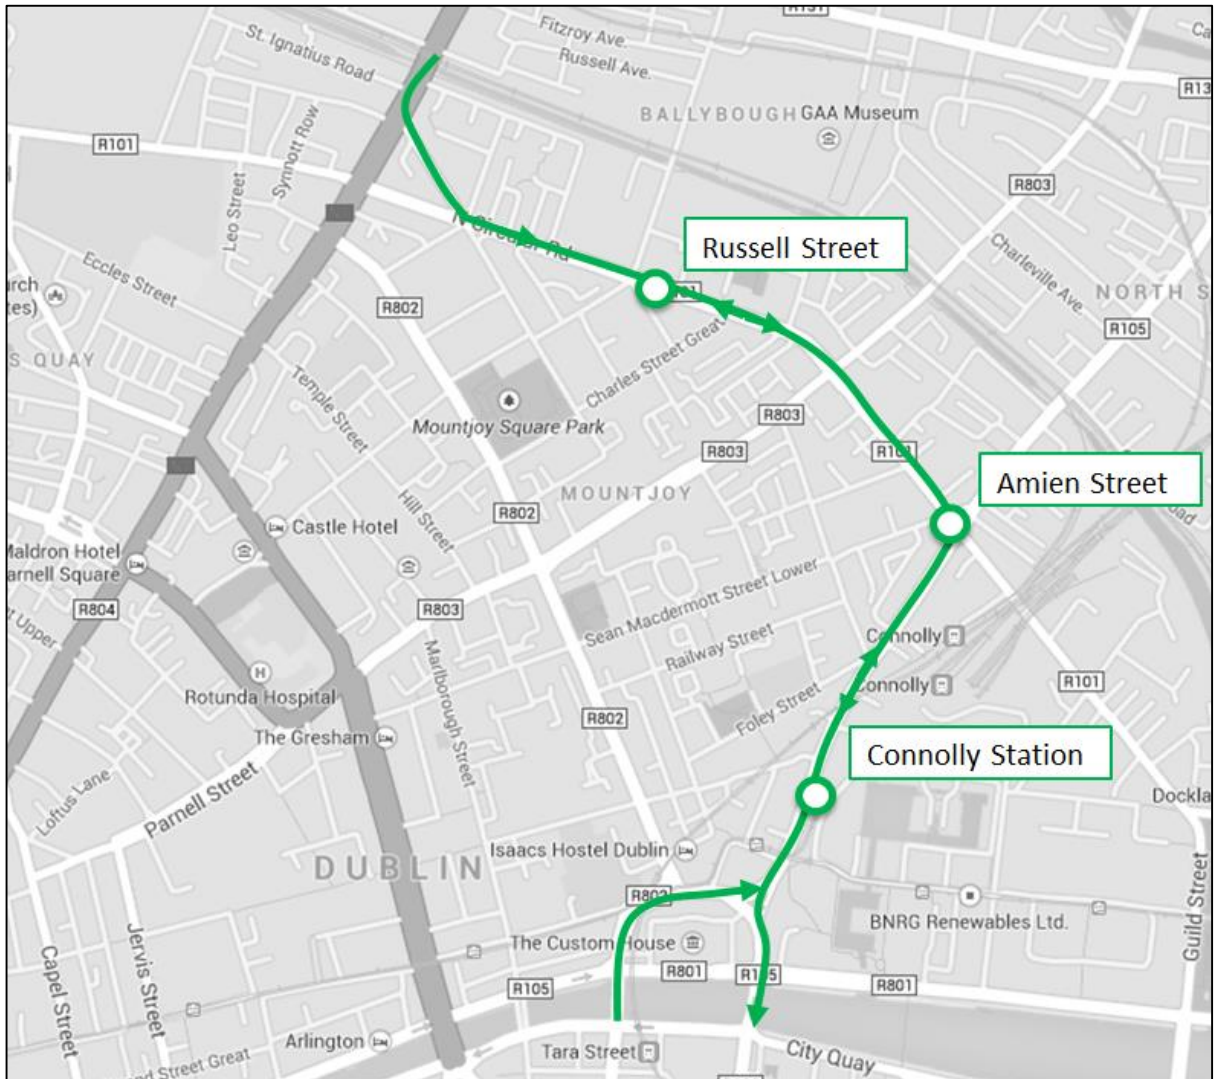 R131
Fitzroy Ave.
Russell Ave.
St. Ignatius Road
BALLYBOUGH
GAA Museum
R101
Synnott Row
Leo Street
R803
N Circular Rd
Russell Street
Charleville Ave.
NORTH S
Eccles Street
S QUAY
R802
R105
Charles Street Great
Temple Street
Mountjoy Square Park
R803
R803
R101
Amien Street
MOUNTJOY
Hill Street
R802
Castle Hotel
Maldron Hotel
arnell Square
R804
R803
Sean Macdermott Street Lower
Railway Street
Connolly
Connolly
R101
Foley Street
Marlborough Street
Rotunda Hospital
The Gresham
R802
Connolly Station
Loftus Lane
Parnell Street
Dockla
DUBLIN
Isaacs Hostel Dublin
R802
BNRG Renewables Ltd.
Guild Street
The Custom House
Capel Street
Jervis Street
R105
R801
R105
R801
Arlington
Tara Street
City Quay
nd Street Great